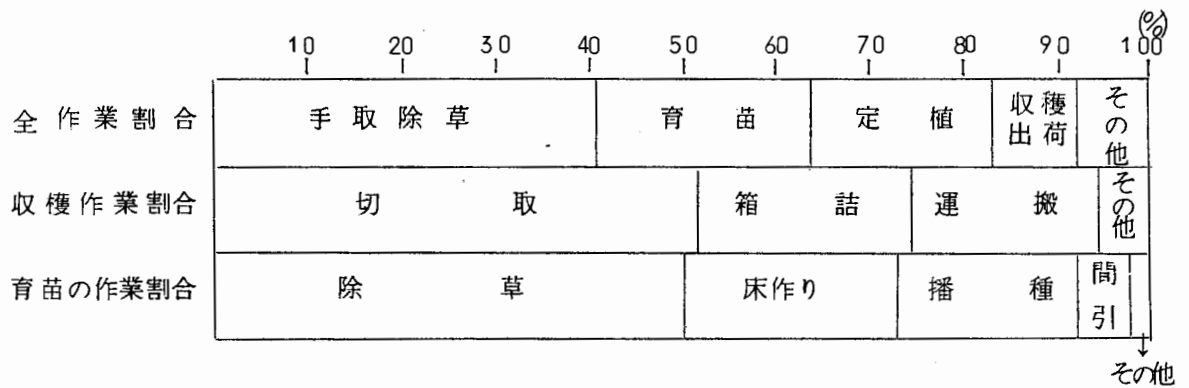 (%)
10 20 30 40 50 60 70 80 90 100
全作業割合 手取除草 育苗 定植 収穫出荷 その他
収穫作業割合 切取 箱詰 運搬 その他
育苗の作業割合 除草 床作り 播種 間引
その他